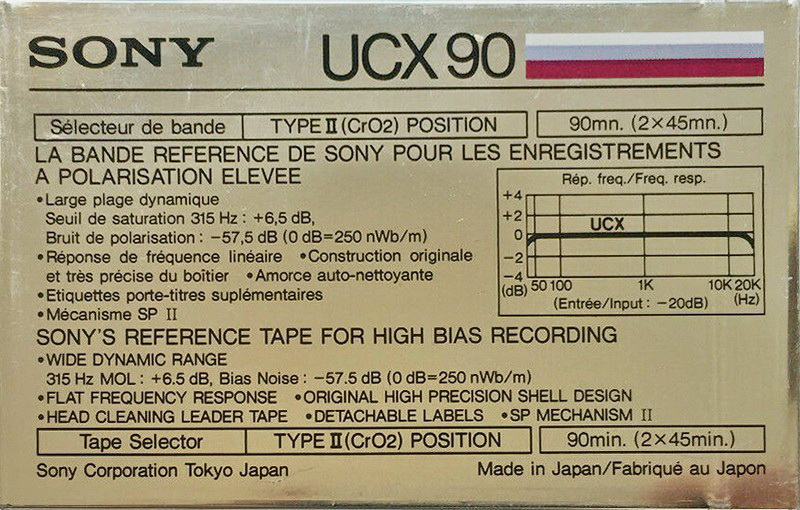 SONY UCX 90
Sélecteur de bande TYPE II (CrO2) POSITION 90mn. (2×45mn.)
LA BANDE REFERENCE DE SONY POUR LES ENREGISTREMENTS
A POLARISATION ELEVEE
•Large plage dynamique
Seuil de saturation 315 Hz : +6,5 dB,
Bruit de polarisation : −57,5 dB (0 dB=250 nWb/m)
•Réponse de fréquence linéaire •Construction originale
et très précise du boîtier •Amorce auto-nettoyante
•Etiquettes porte-titres suplémentaires
•Mécanisme SP II
Rép. freq./Freq. resp.
+4
+2
UCX
0
−2
−4
(dB) 50 100 1K 10K 20K
(Entrée/Input : −20dB) (Hz)
SONY'S REFERENCE TAPE FOR HIGH BIAS RECORDING
•WIDE DYNAMIC RANGE
315 Hz MOL : +6.5 dB, Bias Noise : −57.5 dB (0 dB=250 nWb/m)
•FLAT FREQUENCY RESPONSE •ORIGINAL HIGH PRECISION SHELL DESIGN
•HEAD CLEANING LEADER TAPE •DETACHABLE LABELS •SP MECHANISM II
Tape Selector TYPE II (CrO2) POSITION 90min. (2×45min.)
Sony Corporation Tokyo Japan Made in Japan/Fabriqué au Japon